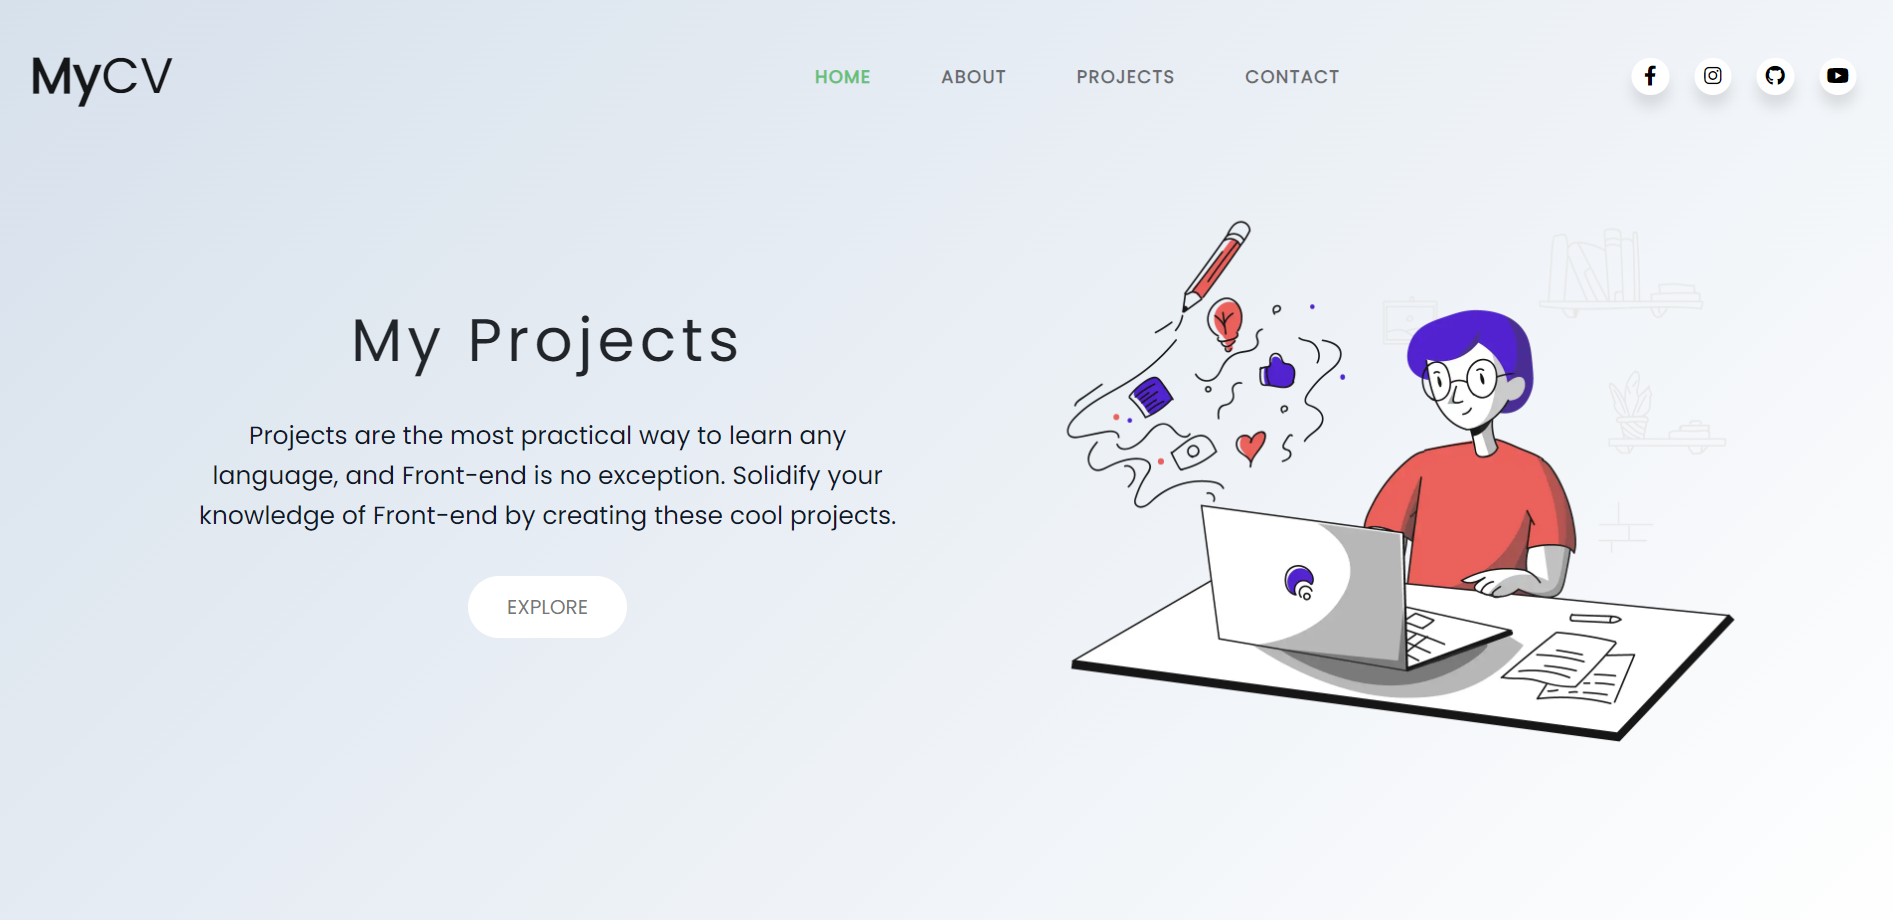 MyCV
HOME ABOUT PROJECTS CONTACT
My Projects
Projects are the most practical way to learn any
language, and Front-end is no exception. Solidify your
knowledge of Front-end by creating these cool projects.
EXPLORE